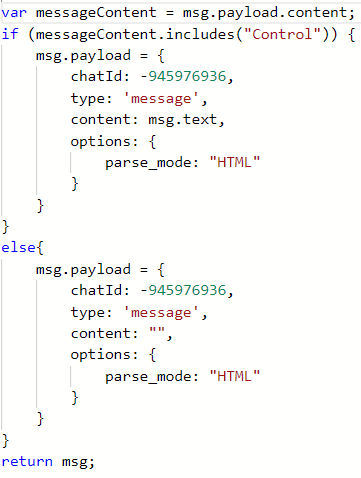 var messageContent = msg.payload.content;
if (messageContent.includes("Control")) {
    msg.payload = {
        chatId: -945976936,
        type: 'message',
        content: msg.text,
        options: {
            parse_mode: "HTML"
        }
    }
}
else{
    msg.payload = {
        chatId: -945976936,
        type: 'message',
        content: "",
        options: {
            parse_mode: "HTML"
        }
    }
}
return msg;